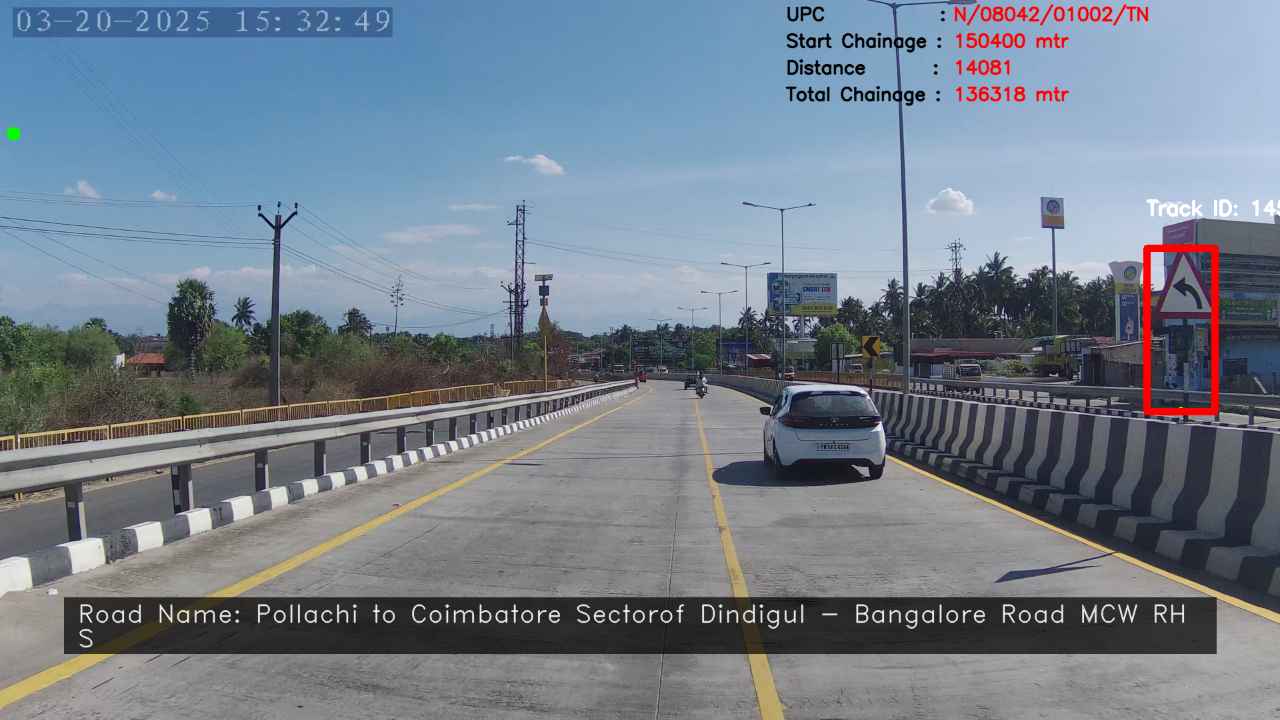 03-20-2025 15:32:49
UPC : N/08042/01002/TN
Start Chainage : 150400 mtr
Distance : 14081
Total Chainage : 136318 mtr
Track ID: 145
Road Name: Pollachi to Coimbatore Sectorof Dindigul - Bangalore Road MCW RH
S